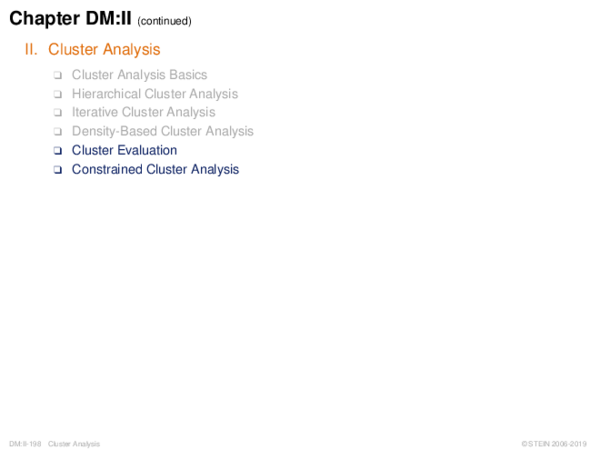 Chapter DM:II (continued)
II. Cluster Analysis
❑ Cluster Analysis Basics
❑ Hierarchical Cluster Analysis
❑ Iterative Cluster Analysis
❑ Density-Based Cluster Analysis
❑ Cluster Evaluation
❑ Constrained Cluster Analysis
DM:II-198 Cluster Analysis © STEIN 2006-2019